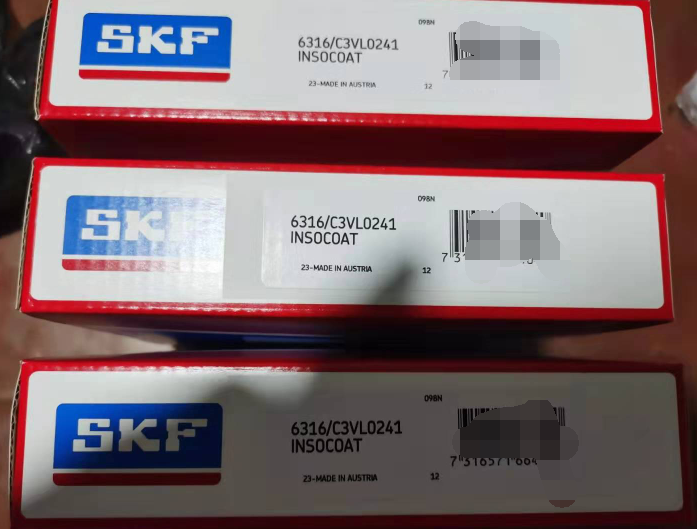 098N
SKF
6316/C3VL0241
INSOCOAT
23-MADE IN AUSTRIA
12
7
098N
SKF
6316/C3VL0241
INSOCOAT
23-MADE IN AUSTRIA
12
098N
SKF
6316/C3VL0241
INSOCOAT
23-MADE IN AUSTRIA
12